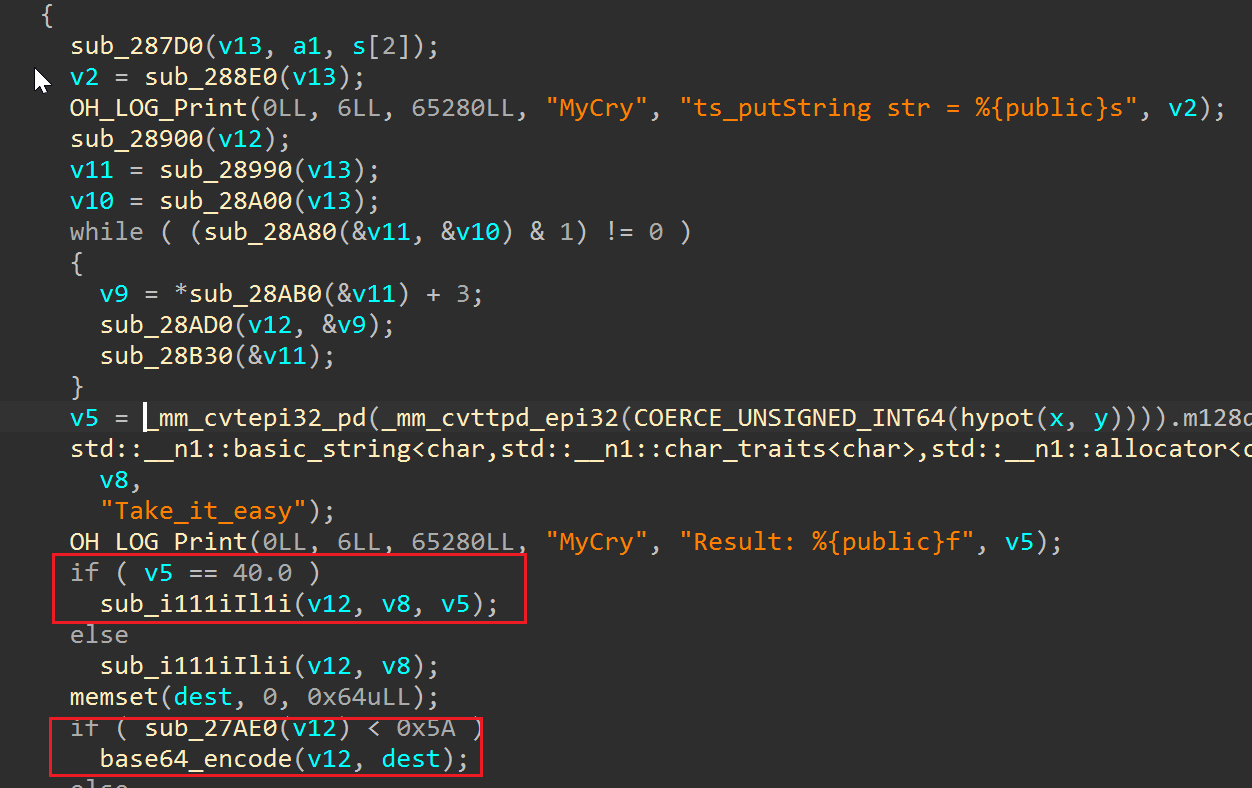 {
sub_287D0(v13, a1, s[2]);
v2 = sub_288E0(v13);
OH_LOG_Print(0LL, 6LL, 65280LL, "MyCry", "ts_putString str = %{public}s", v2);
sub_28900(v12);
v11 = sub_28990(v13);
v10 = sub_28A00(v13);
while ( (sub_28A80(&v11, &v10) & 1) != 0 )
{
v9 = *sub_28AB0(&v11) + 3;
sub_28AD0(v12, &v9);
sub_28B30(&v11);
}
v5 = _mm_cvtepi32_pd(_mm_cvttpd_epi32(COERCE_UNSIGNED_INT64(hypot(x, y)))).m128d
std::__n1::basic_string<char,std::__n1::char_traits<char>,std::__n1::allocator<c
v8,
"Take_it_easy");
OH_LOG_Print(0LL, 6LL, 65280LL, "MyCry", "Result: %{public}f", v5);
if ( v5 == 40.0 )
sub_i111iIl1i(v12, v8, v5);
else
sub_i111iIlii(v12, v8);
memset(dest, 0, 0x64uLL);
if ( sub_27AE0(v12) < 0x5A )
base64_encode(v12, dest);
else